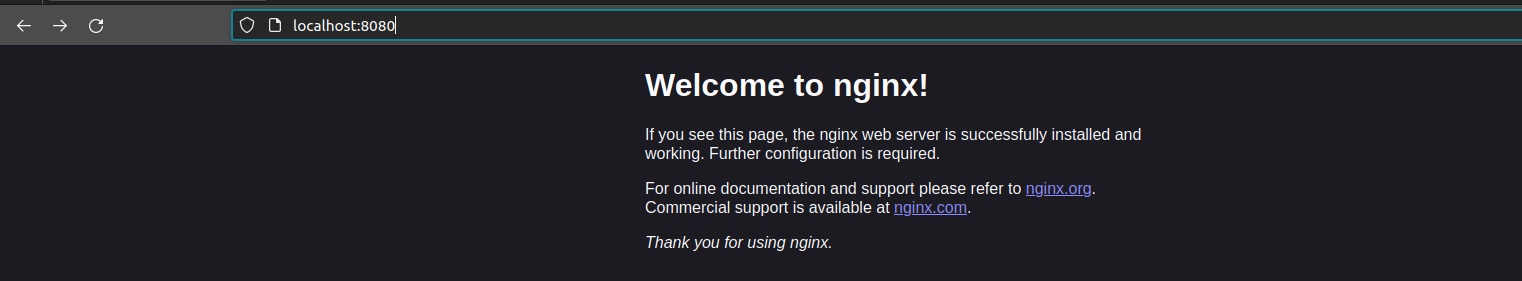 localhost:8080
Welcome to nginx!
If you see this page, the nginx web server is successfully installed and
working. Further configuration is required.
For online documentation and support please refer to nginx.org.
Commercial support is available at nginx.com.
Thank you for using nginx.